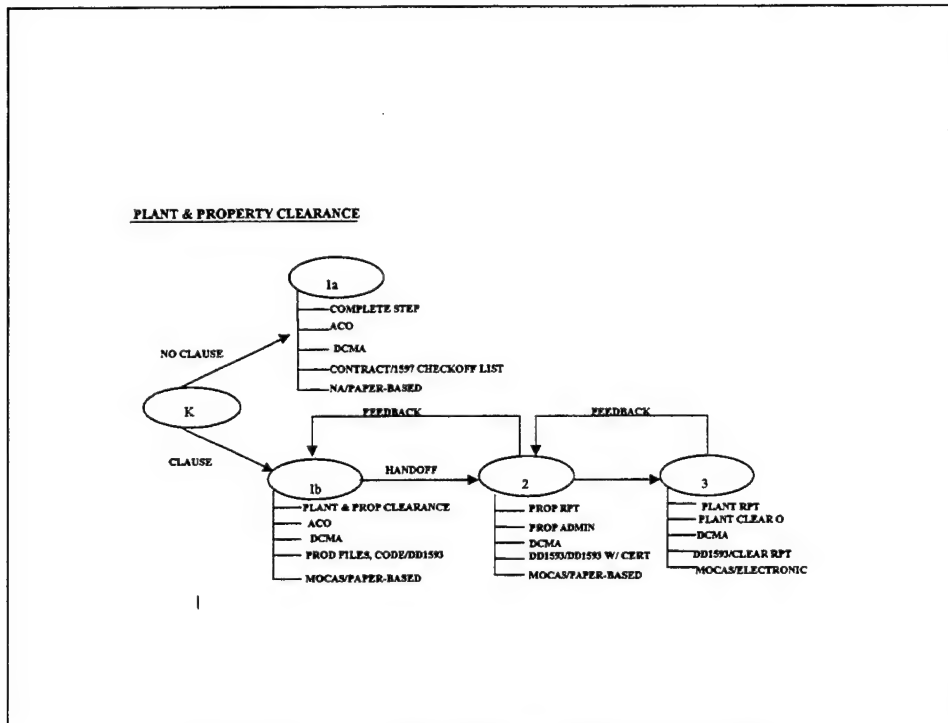 PLANT & PROPERTY CLEARANCE
1a
COMPLETE STEP
ACO
DCMA
CONTRACT/1597 CHECKOFF LIST
NA/PAPER-BASED
NO CLAUSE
K
CLAUSE
FEEDBACK
FEEDBACK
1b
HANDOFF
2
3
PLANT & PROP CLEARANCE
ACO
DCMA
PROD FILES, CODE/DD1593
MOCAS/PAPER-BASED
PROP RPT
PROP ADMIN
DCMA
DD1593/DD1593 W/ CERT
MOCAS/PAPER-BASED
PLANT RPT
PLANT CLEAR O
DCMA
DD1593/CLEAR RPT
MOCAS/ELECTRONIC